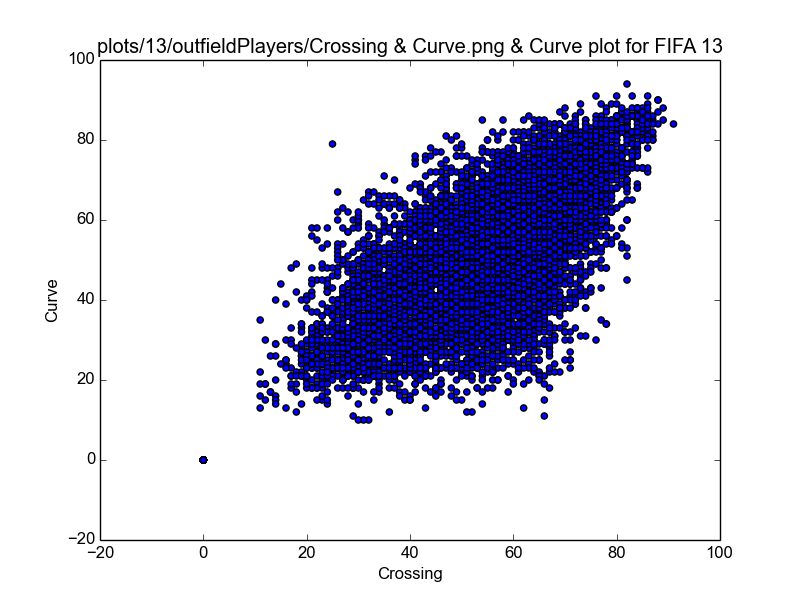 plots/13/outfieldPlayers/Crossing & Curve.png & Curve plot for FIFA 13
100
80
60
40
20
0
−20
Curve
−20 0 20 40 60 80 100
Crossing